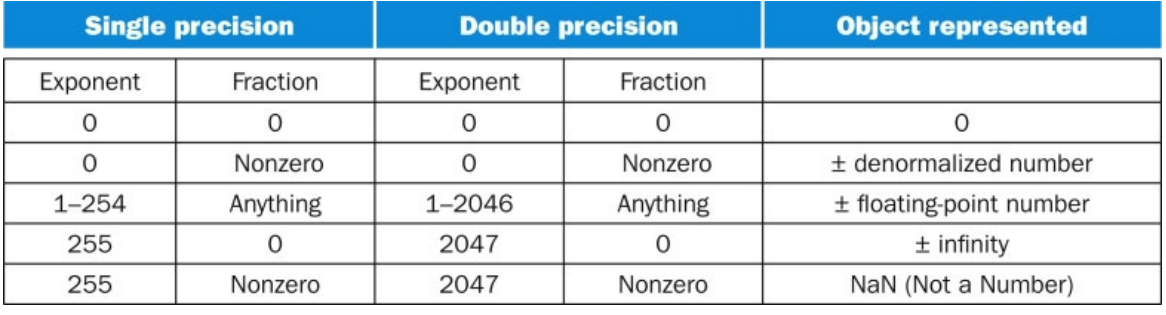 Single precision Double precision Object represented
Exponent Fraction Exponent Fraction
0 0 0 0 0
0 Nonzero 0 Nonzero ± denormalized number
1–254 Anything 1–2046 Anything ± floating-point number
255 0 2047 0 ± infinity
255 Nonzero 2047 Nonzero NaN (Not a Number)